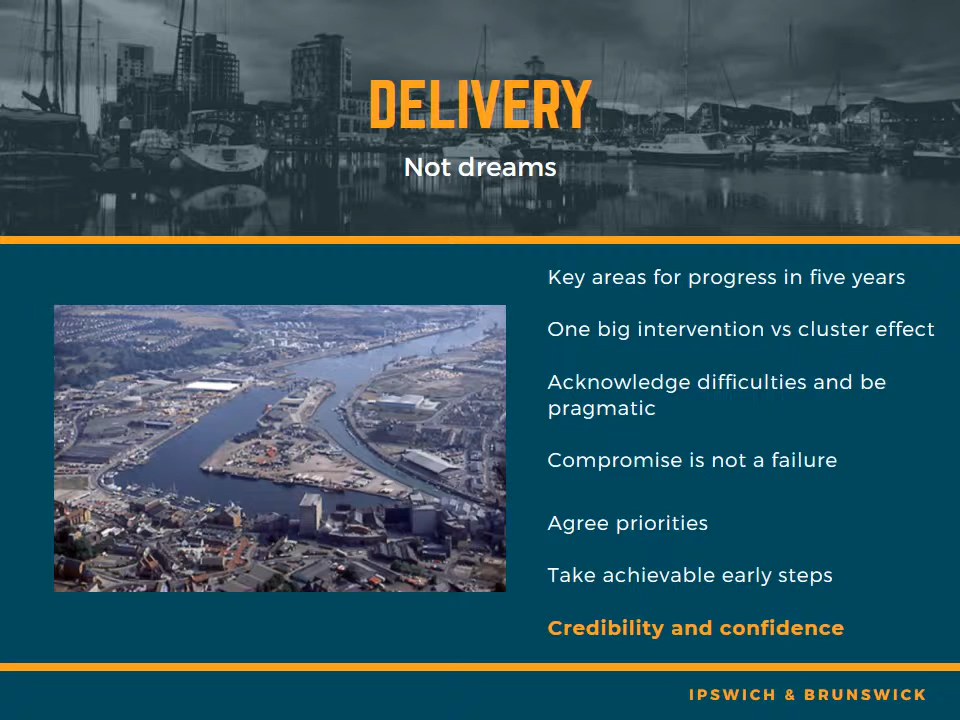 DELIVERY
Not dreams
Key areas for progress in five years
One big intervention vs cluster effect
Acknowledge difficulties and be
pragmatic
Compromise is not a failure
Agree priorities
Take achievable early steps
Credibility and confidence
IPSWICH & BRUNSWICK